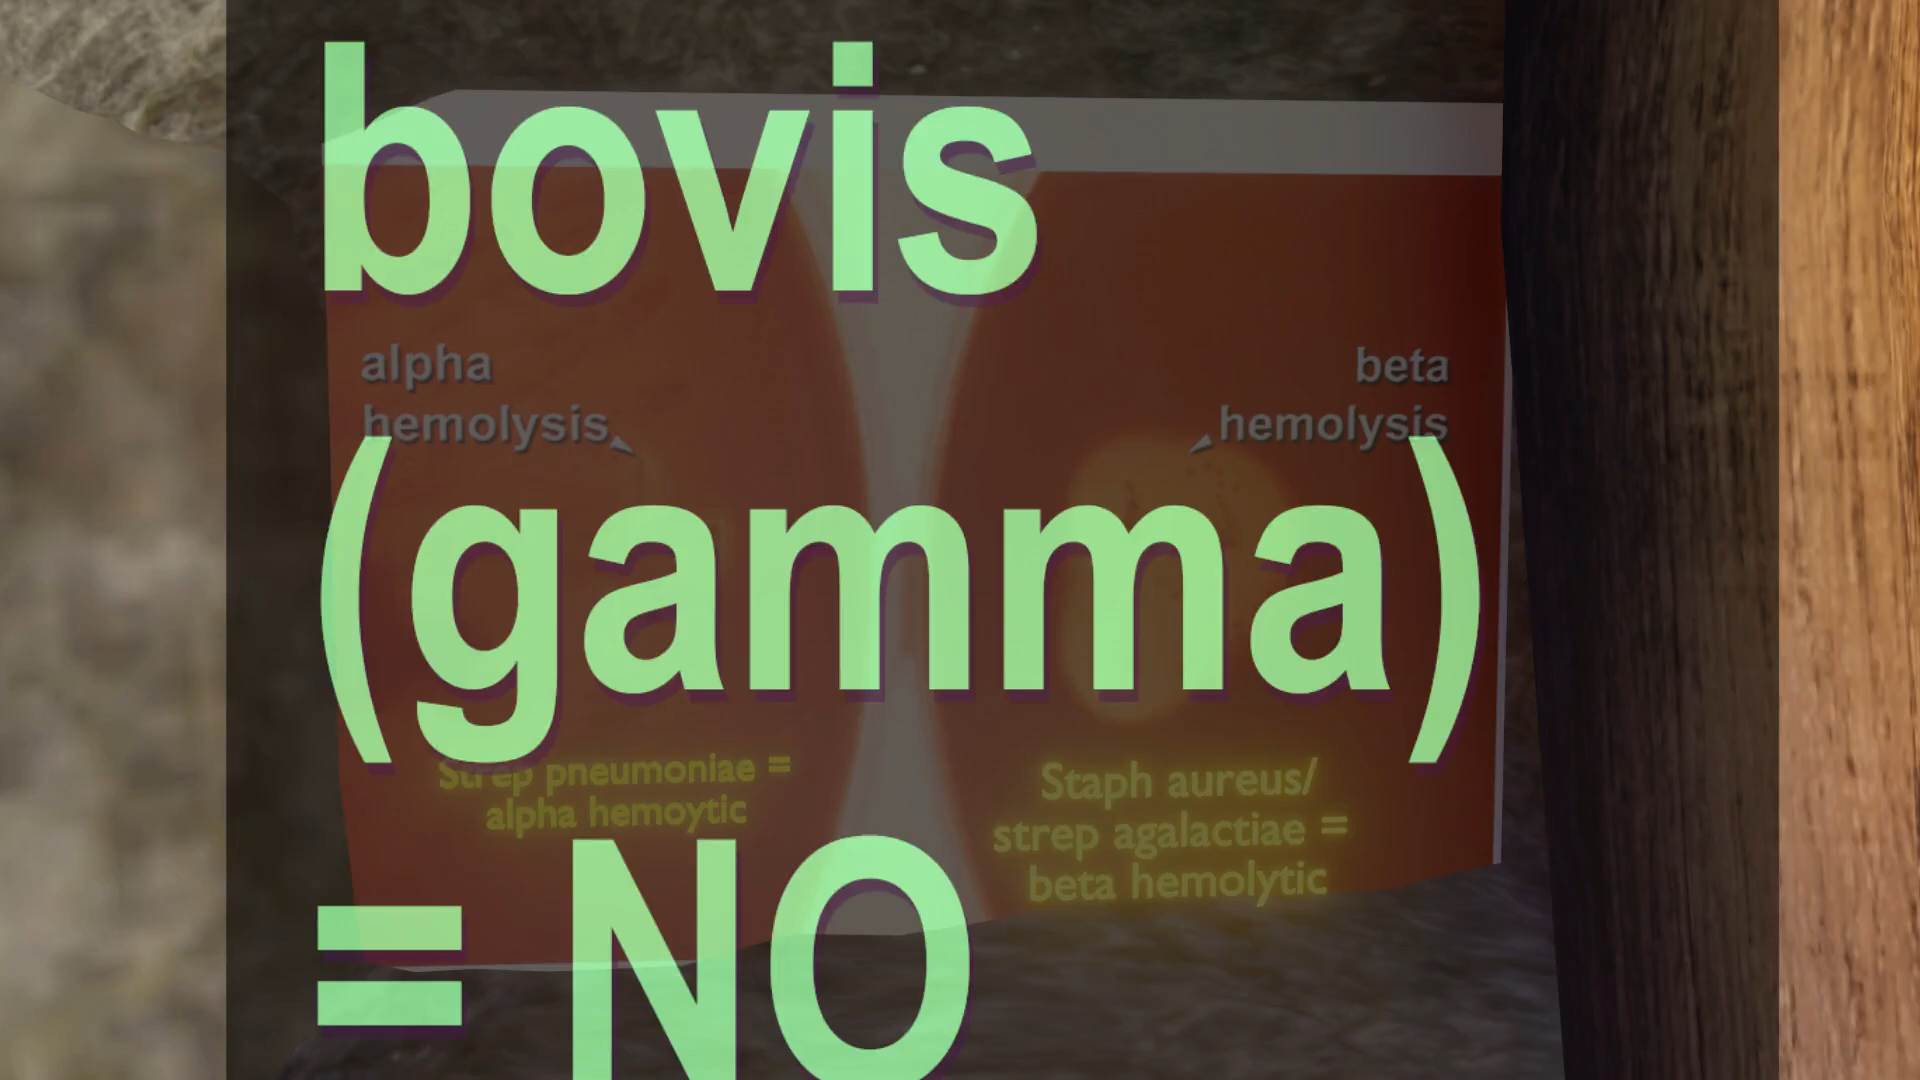 bovis
alpha
hemolysis
beta
hemolysis
(gamma)
Strep pneumoniae =
alpha hemoytic
Staph aureus/
strep agalactiae =
beta hemolytic
= NO